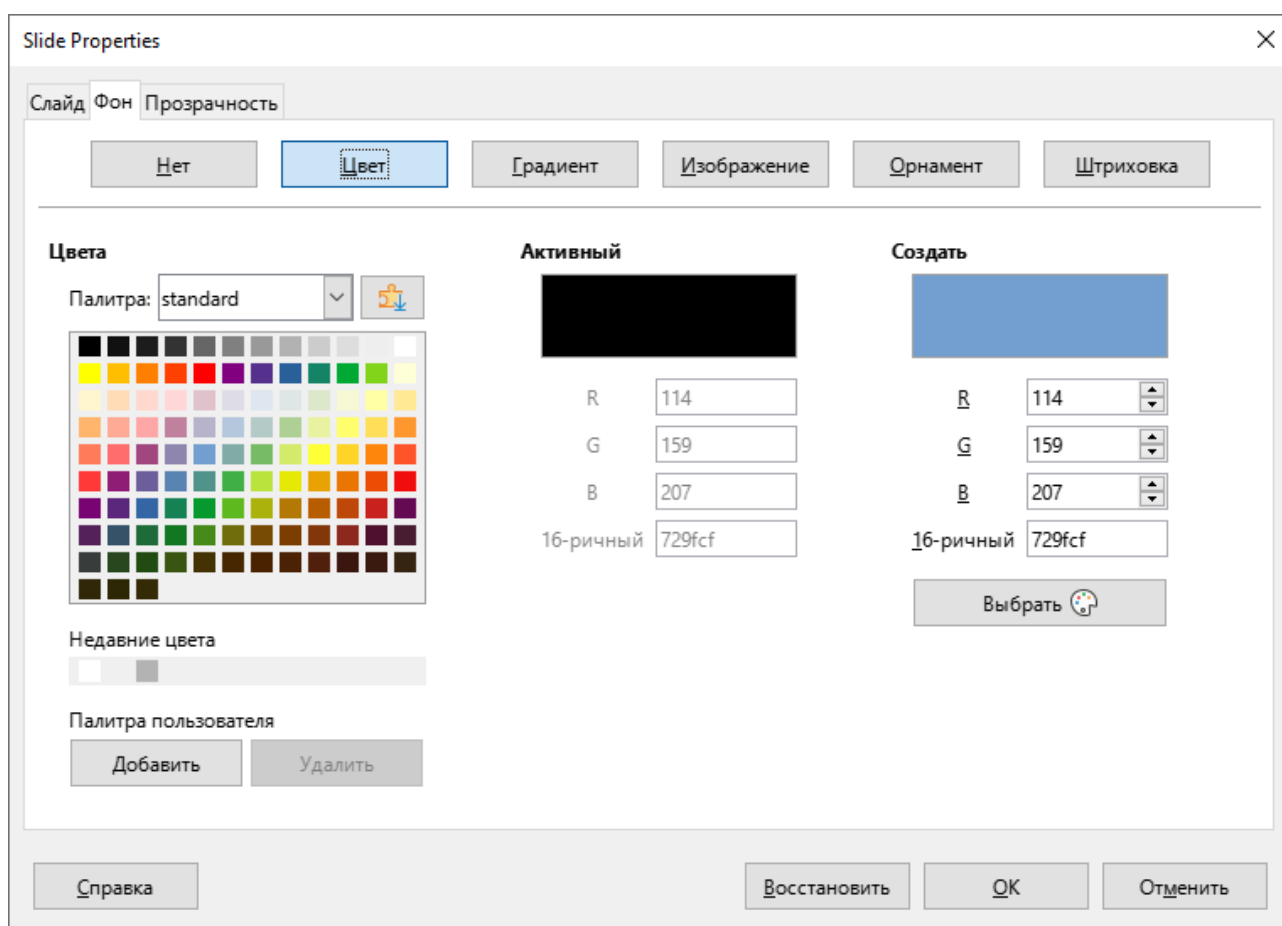 Slide Properties
Слайд Фон Прозрачность
Нет Цвет Градиент Изображение Орнамент Штриховка
Цвета Активный Создать
Палитра: standard
R 114 R 114
G 159 G 159
B 207 B 207
16-ричный 729fcf 16-ричный 729fcf
Выбрать
Недавние цвета
Палитра пользователя
Добавить Удалить
Справка Восстановить OK Отменить